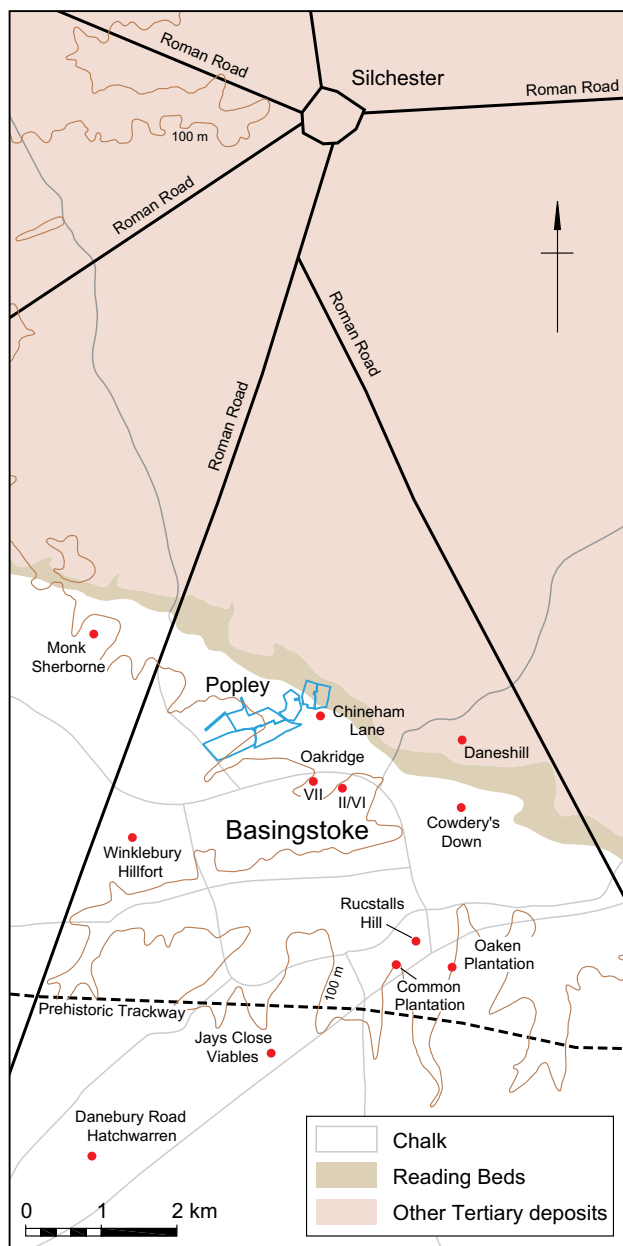 Roman Road
Silchester
Roman Road
100 m
Roman Road
Roman Road
Roman Road
Monk
Sherborne
Popley
Chineham
Lane
Daneshill
Oakridge
VII
II/VI
Basingstoke
Cowdery's
Down
Winklebury
Hillfort
Rucstalls
Hill
Oaken
Plantation
Common
Plantation
100 m
Prehistoric Trackway
Jays Close
Viables
Danebury Road
Hatchwarren
Chalk
Reading Beds
Other Tertiary deposits
0 1 2 km